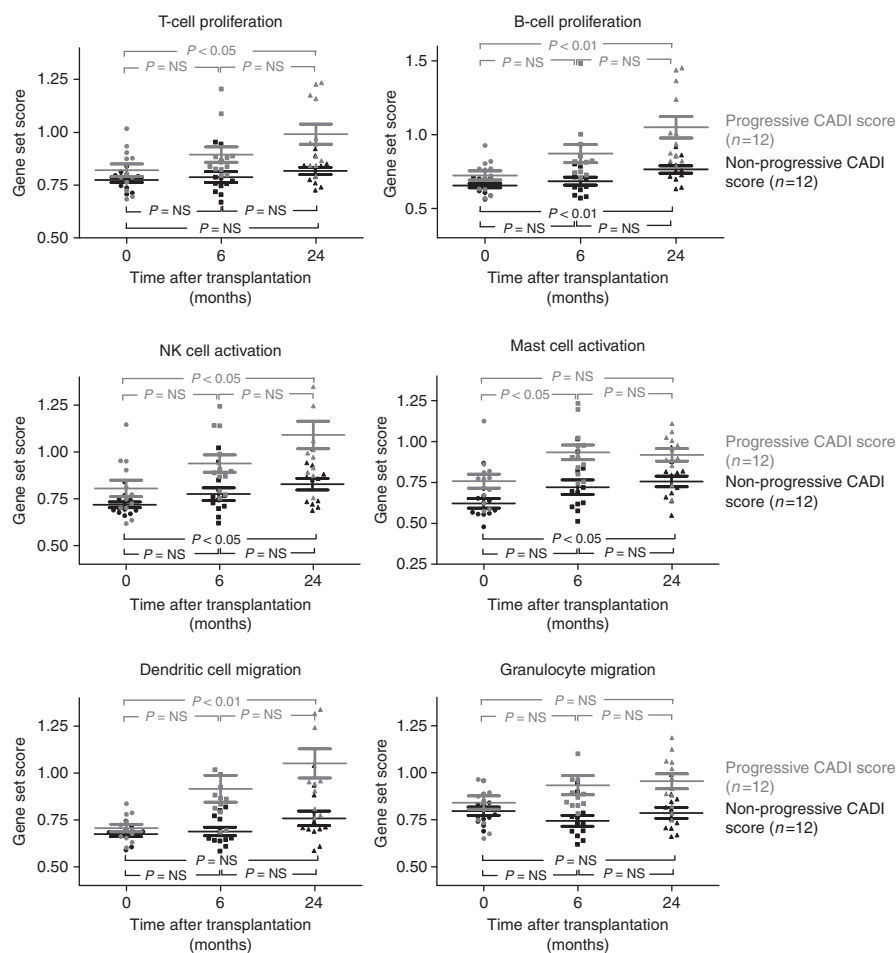 T-cell proliferation
P < 0.05
P = NS P = NS
1.25
1.00
0.75
0.50
Gene set score
P = NS P = NS
P = NS
0 6 24
Time after transplantation
(months)
B-cell proliferation
P < 0.01
P = NS P = NS
1.5
1.0
0.5
Gene set score
P < 0.01
P = NS P = NS
0 6 24
Time after transplantation
(months)
Progressive CADI score
(n=12)
Non-progressive CADI
score (n=12)
NK cell activation
P < 0.05
P = NS P = NS
1.25
1.00
0.75
0.50
Gene set score
P < 0.05
P = NS P = NS
0 6 24
Time after transplantation
(months)
Mast cell activation
P = NS
P < 0.05 P = NS
1.25
1.00
0.75
0.50
0.25
Gene set score
P < 0.05
P = NS P = NS
0 6 24
Time after transplantation
(months)
Progressive CADI score
(n=12)
Non-progressive CADI
score (n=12)
Dendritic cell migration
P < 0.01
P = NS P = NS
1.25
1.00
0.75
0.50
Gene set score
P = NS
P = NS P = NS
0 6 24
Time after transplantation
(months)
Granulocyte migration
P = NS
P = NS P = NS
1.25
1.00
0.75
0.50
Gene set score
P = NS
P = NS P = NS
0 6 24
Time after transplantation
(months)
Progressive CADI score
(n=12)
Non-progressive CADI
score (n=12)